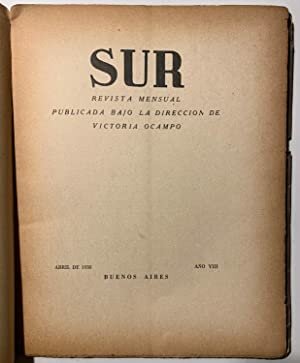 SUR
REVISTA MENSUAL
PUBLICADA BAJO LA DIRECCION DE
VICTORIA OCAMPO
ABRIL DE 1938
AÑO VIII
BUENOS AIRES